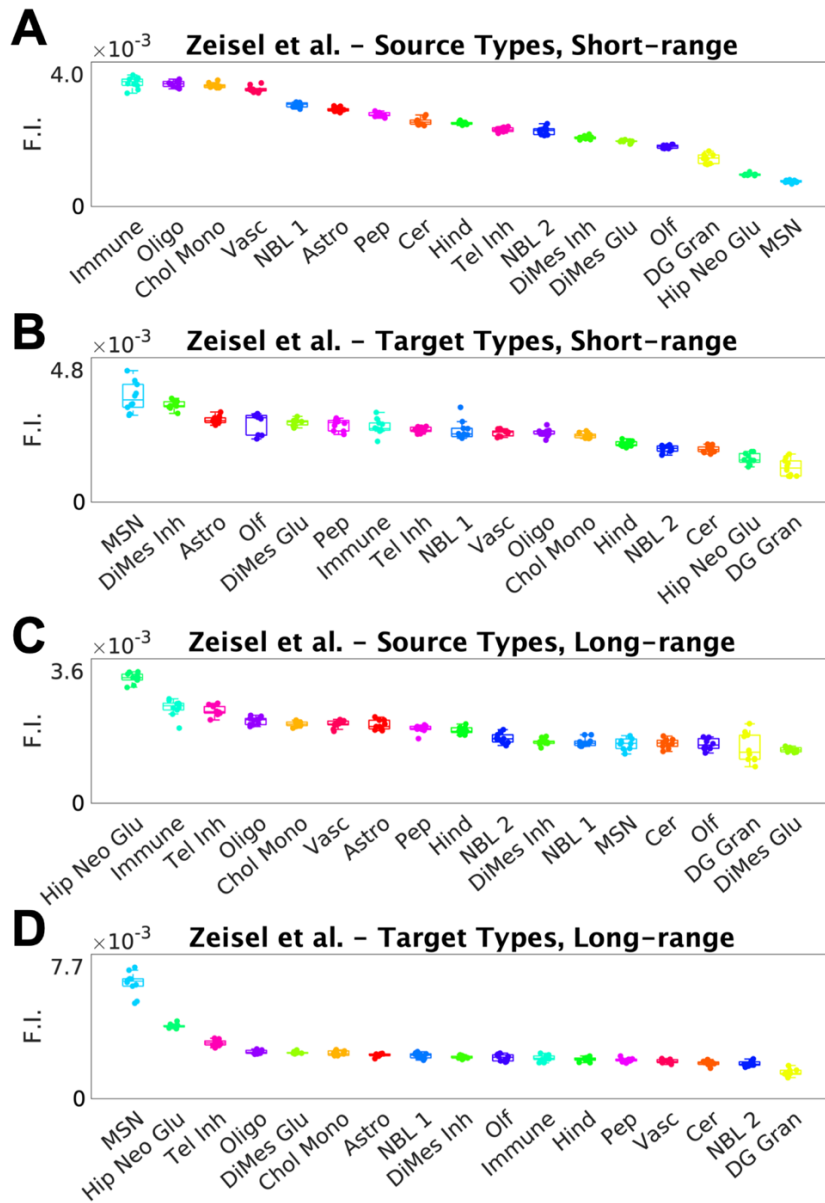 A
×10⁻³
Zeisel et al. – Source Types, Short-range
4.0
F.I.
0
Immune
Oligo
Chol Mono
Vasc
NBL 1
Astro
Pep
Cer
Hind
Tel Inh
NBL 2
DiMes Inh
DiMes Glu
Olf
DG Gran
Hip Neo Glu
MSN
B
×10⁻³
Zeisel et al. – Target Types, Short-range
4.8
F.I.
0
MSN
DiMes Inh
Astro
Olf
DiMes Glu
Pep
Immune
Tel Inh
NBL 1
Vasc
Oligo
Chol Mono
Hind
NBL 2
Cer
Hip Neo Glu
DG Gran
C
×10⁻³
Zeisel et al. – Source Types, Long-range
3.6
F.I.
0
Hip Neo Glu
Immune
Tel Inh
Oligo
Chol Mono
Vasc
Astro
Pep
Hind
NBL 2
DiMes Inh
NBL 1
MSN
Cer
Olf
DG Gran
DiMes Glu
D
×10⁻³
Zeisel et al. – Target Types, Long-range
7.7
F.I.
0
MSN
Hip Neo Glu
Tel Inh
Oligo
DiMes Glu
Chol Mono
Astro
NBL 1
DiMes Inh
Olf
Immune
Hind
Pep
Vasc
Cer
NBL 2
DG Gran